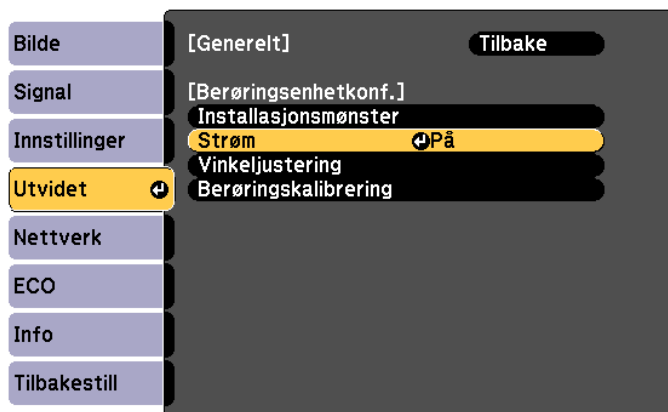 Bilde
Signal
Innstillinger
Utvidet
Nettverk
ECO
Info
Tilbakestill
[Generelt] Tilbake
[Berøringsenhetkonf.]
Installasjonsmønster
Strøm På
Vinkeljustering
Berøringskalibrering